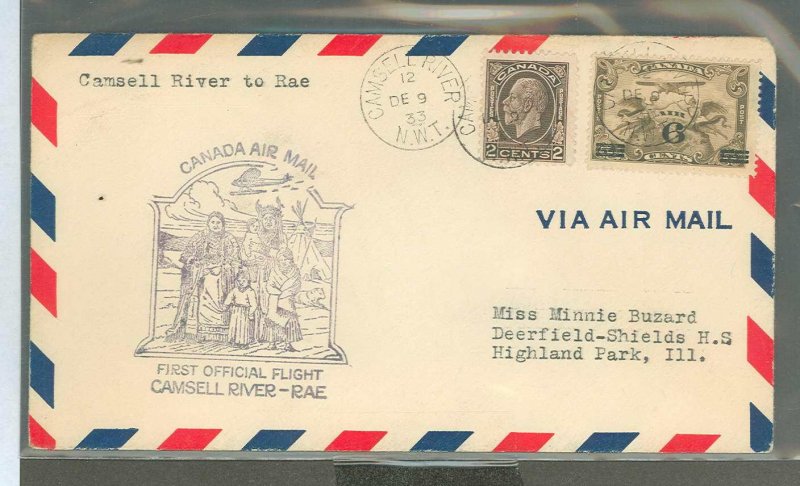 Camsell River to Rae
CAMSELL RIVER
12
DE 9
33
N.W.T.
CANADA
2 CENTS 2
CANADA
AIR
6
CENTS
CANADA AIR MAIL
VIA AIR MAIL
Miss Minnie Buzard
Deerfield-Shields H.S
Highland Park, Ill.
FIRST OFFICIAL FLIGHT
CAMSELL RIVER-RAE